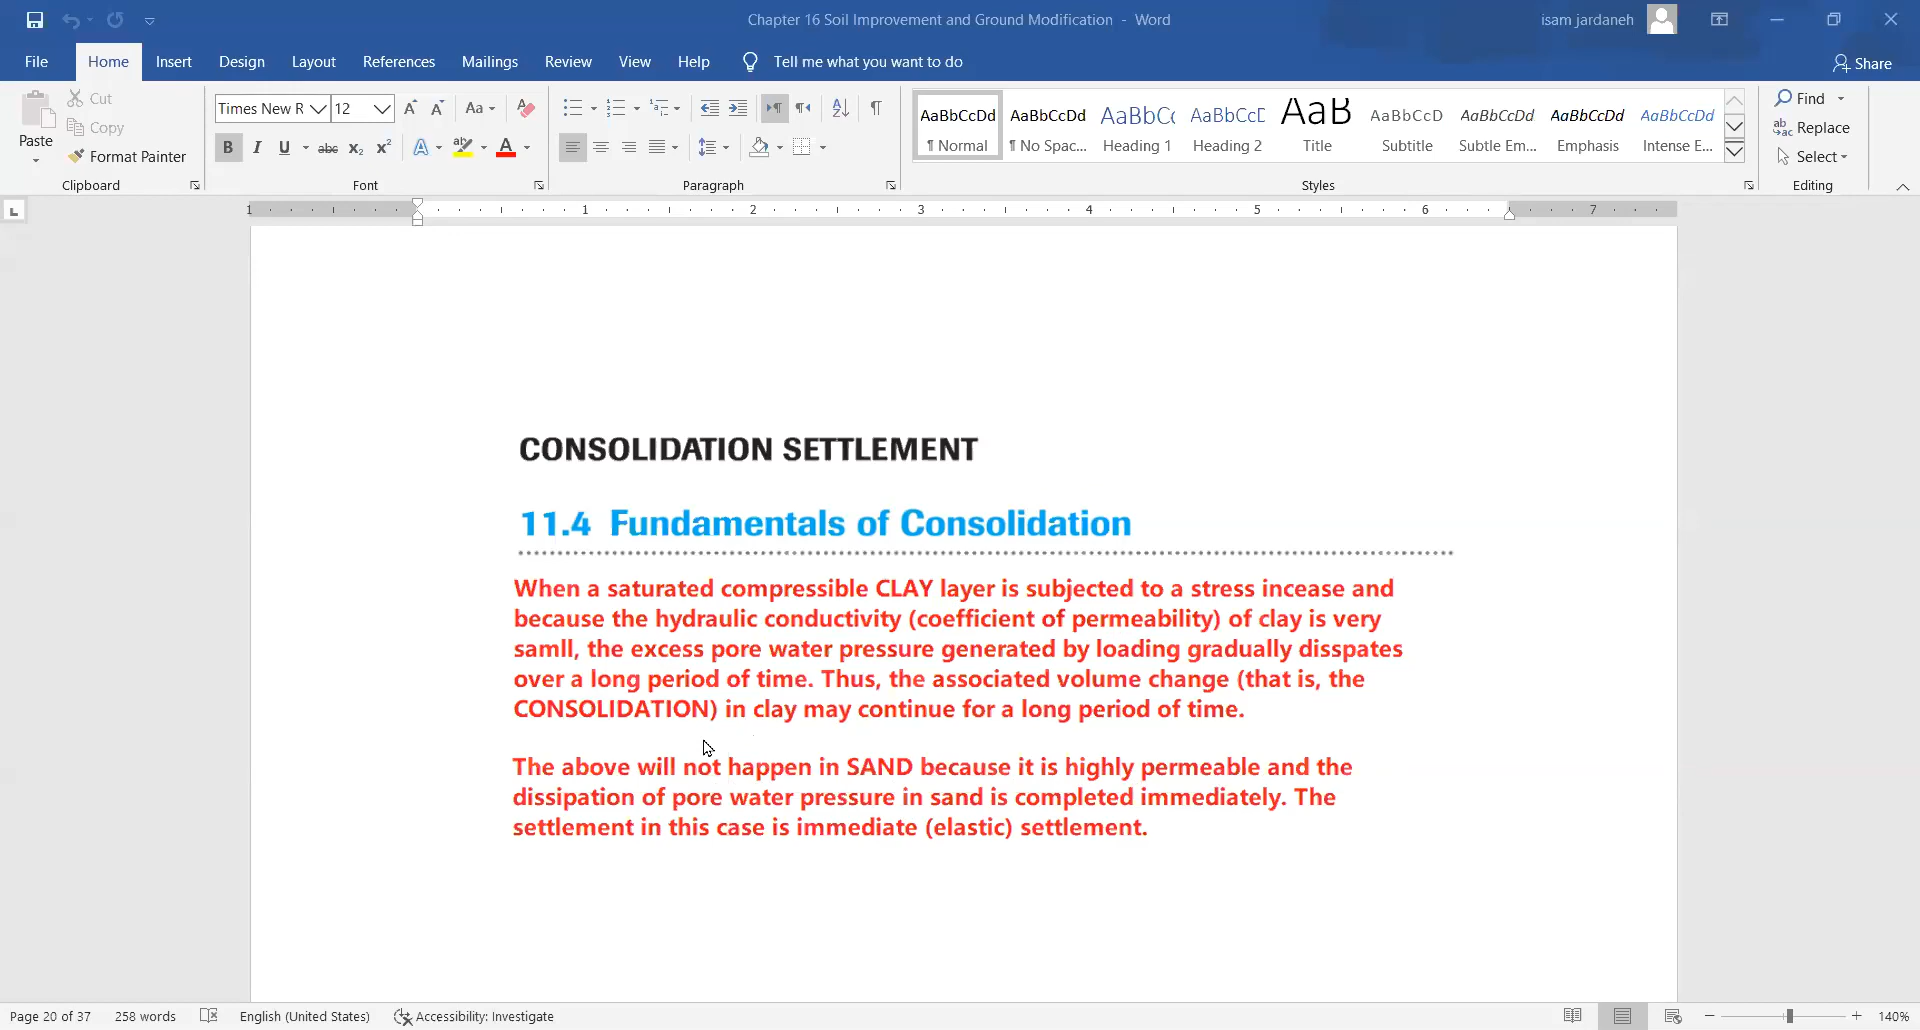 Chapter 16 Soil Improvement and Ground Modification - Word
isam jardaneh
File Home Insert Design Layout References Mailings Review View Help Tell me what you want to do Share
Paste
Cut
Copy
Format Painter
Clipboard
Times New R 12
Font
Paragraph
AaBbCcDd AaBbCcDd AaBbCc AaBbCcC AaB AaBbCcD AaBbCcDd AaBbCcDd AaBbCcDd
¶ Normal ¶ No Spac... Heading 1 Heading 2 Title Subtitle Subtle Em... Emphasis Intense E...
Styles
Find
Replace
Select
Editing
1 1 2 3 4 5 6 7
CONSOLIDATION SETTLEMENT
11.4 Fundamentals of Consolidation
When a saturated compressible CLAY layer is subjected to a stress incease and
because the hydraulic conductivity (coefficient of permeability) of clay is very
samll, the excess pore water pressure generated by loading gradually disspates
over a long period of time. Thus, the associated volume change (that is, the
CONSOLIDATION) in clay may continue for a long period of time.
The above will not happen in SAND because it is highly permeable and the
dissipation of pore water pressure in sand is completed immediately. The
settlement in this case is immediate (elastic) settlement.
Page 20 of 37 258 words English (United States) Accessibility: Investigate 140%